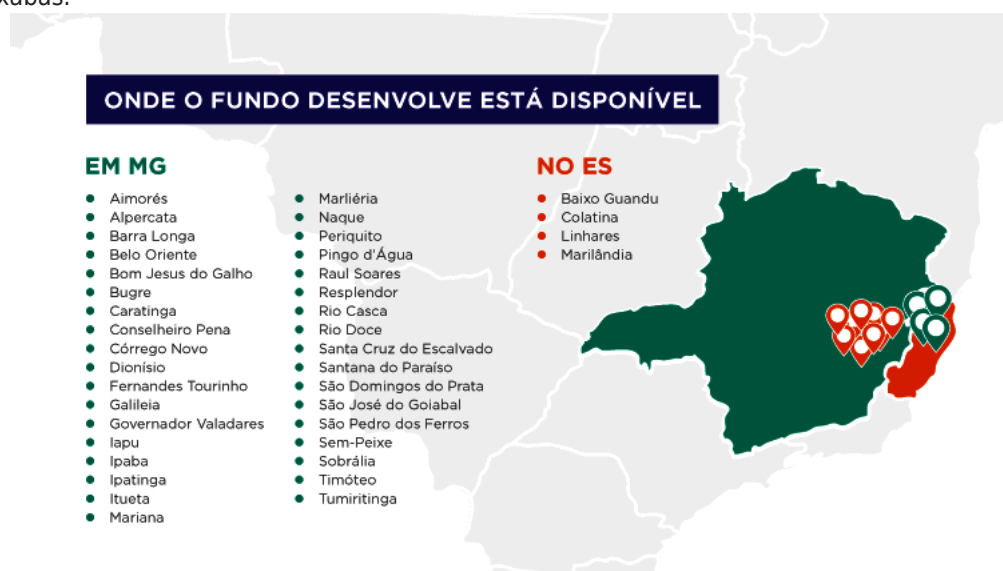 ONDE O FUNDO DESENVOLVE ESTÁ DISPONÍVEL
EM MG
Aimorés
Alpercata
Barra Longa
Belo Oriente
Bom Jesus do Galho
Bugre
Caratinga
Conselheiro Pena
Córrego Novo
Dionísio
Fernandes Tourinho
Galileia
Governador Valadares
Iapu
Ipaba
Ipatinga
Itueta
Mariana
Marliéria
Naque
Periquito
Pingo d'Água
Raul Soares
Resplendor
Rio Casca
Rio Doce
Santa Cruz do Escalvado
Santana do Paraíso
São Domingos do Prata
São José do Goiabal
São Pedro dos Ferros
Sem-Peixe
Sobrália
Timóteo
Tumiritinga
NO ES
Baixo Guandu
Colatina
Linhares
Marilândia